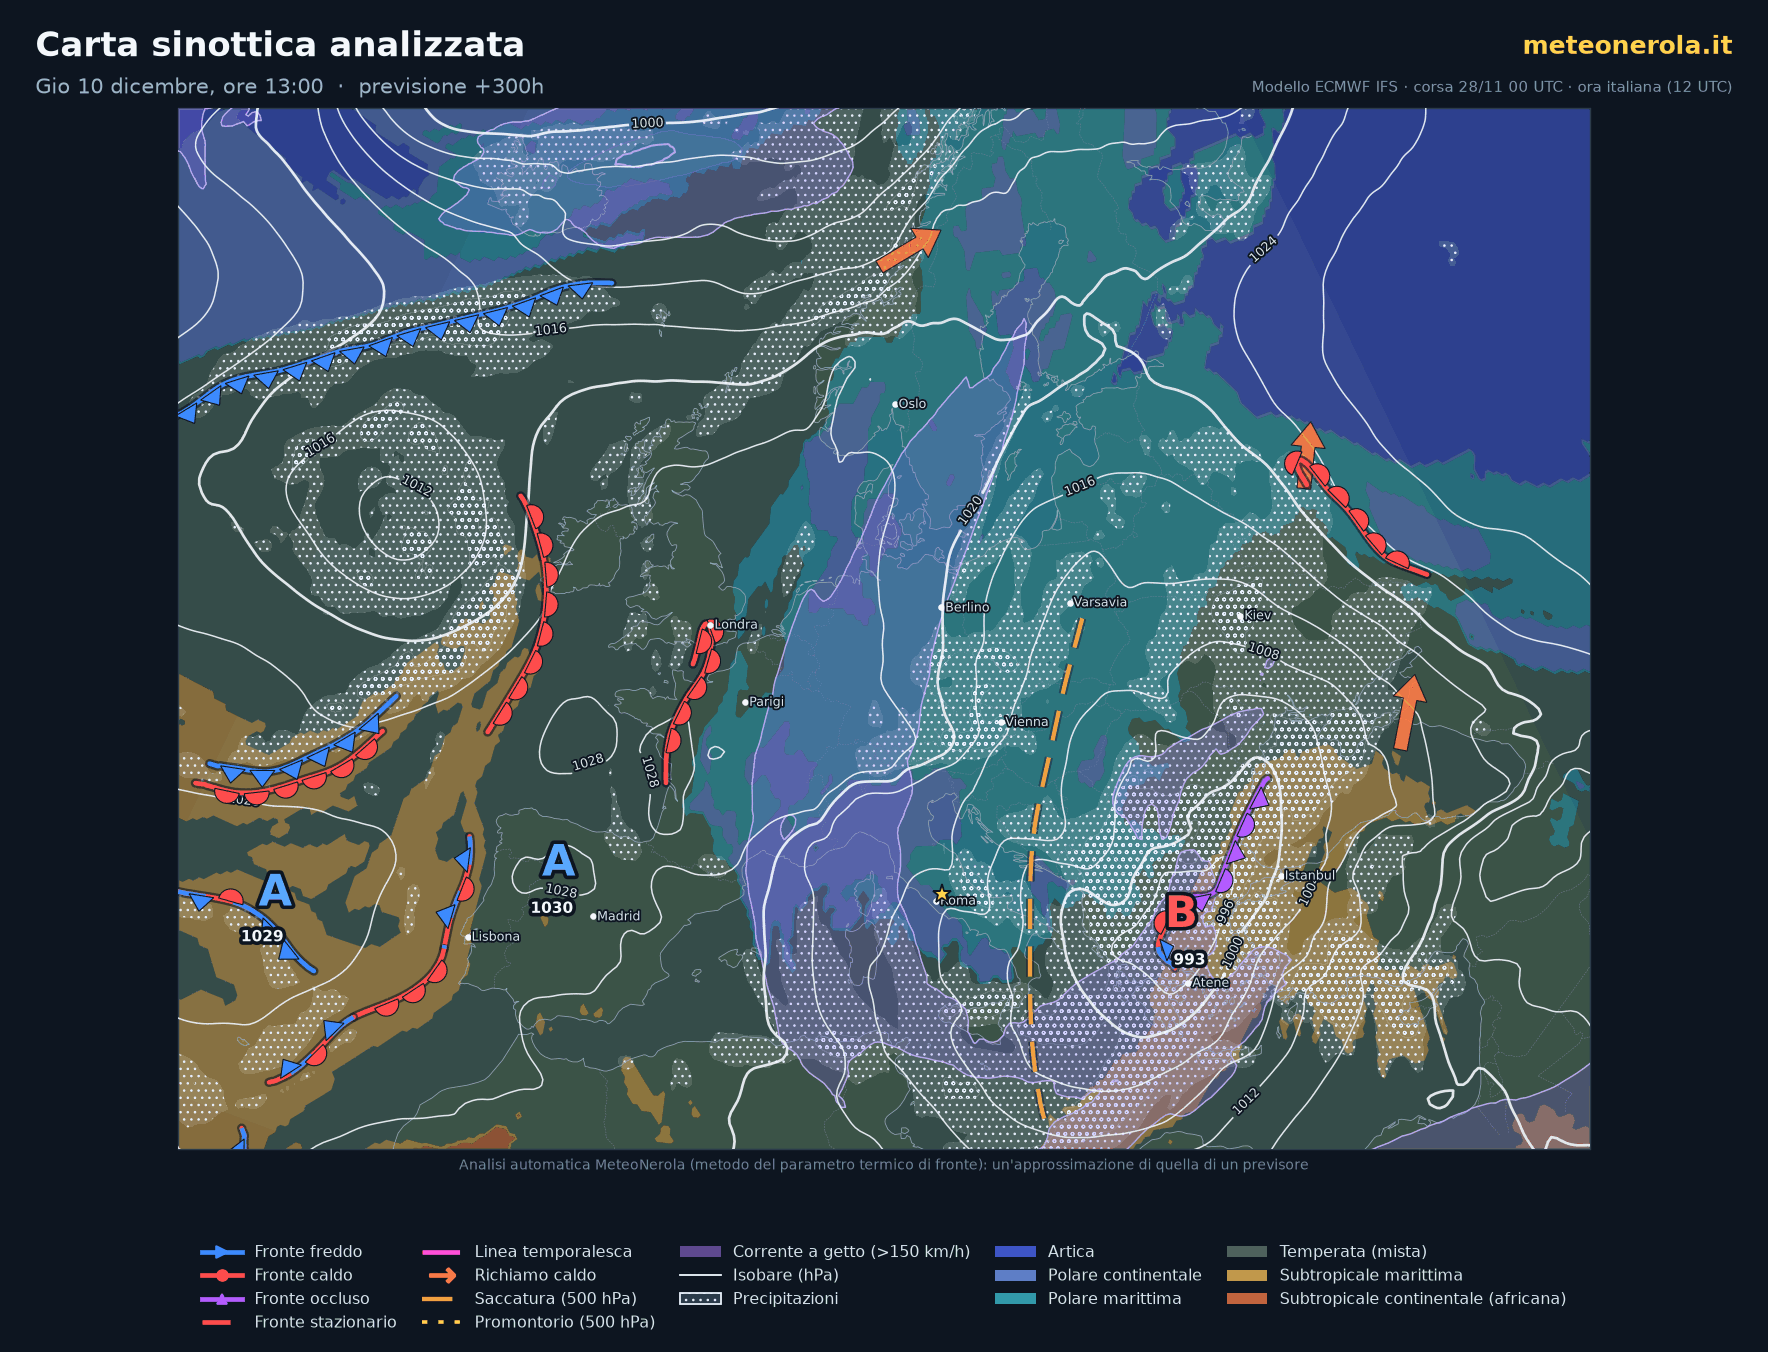 Carta sinottica analizzata
meteonerola.it
Gio 10 dicembre, ore 13:00 · previsione +300h
Modello ECMWF IFS · corsa 28/11 00 UTC · ora italiana (12 UTC)
1000
1024
1016
Oslo
1016
1012
1016
1020
Berlino
Varsavia
Kiev
Londra
1008
Parigi
Vienna
1028
1028
A
1028
1030
A
1029
Madrid
Lisbona
Roma
Istanbul
B
996
1000
993
Atene
1012
Analisi automatica MeteoNerola (metodo del parametro termico di fronte): un'approssimazione di quella di un previsore
Fronte freddo
Fronte caldo
Fronte occluso
Fronte stazionario
Linea temporalesca
Richiamo caldo
Saccatura (500 hPa)
Promontorio (500 hPa)
Corrente a getto (>150 km/h)
Isobare (hPa)
Precipitazioni
Artica
Polare continentale
Polare marittima
Temperata (mista)
Subtropicale marittima
Subtropicale continentale (africana)